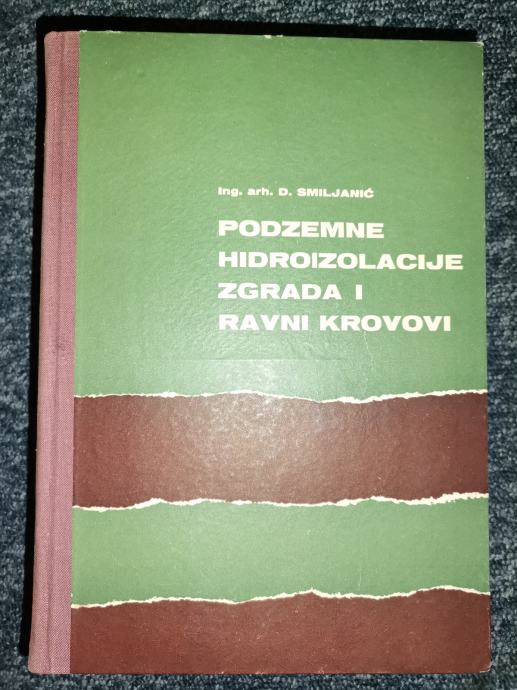 Ing. arh. D. SMILJANIĆ
PODZEMNE
HIDROIZOLACIJE
ZGRADA I
RAVNI KROVOVI